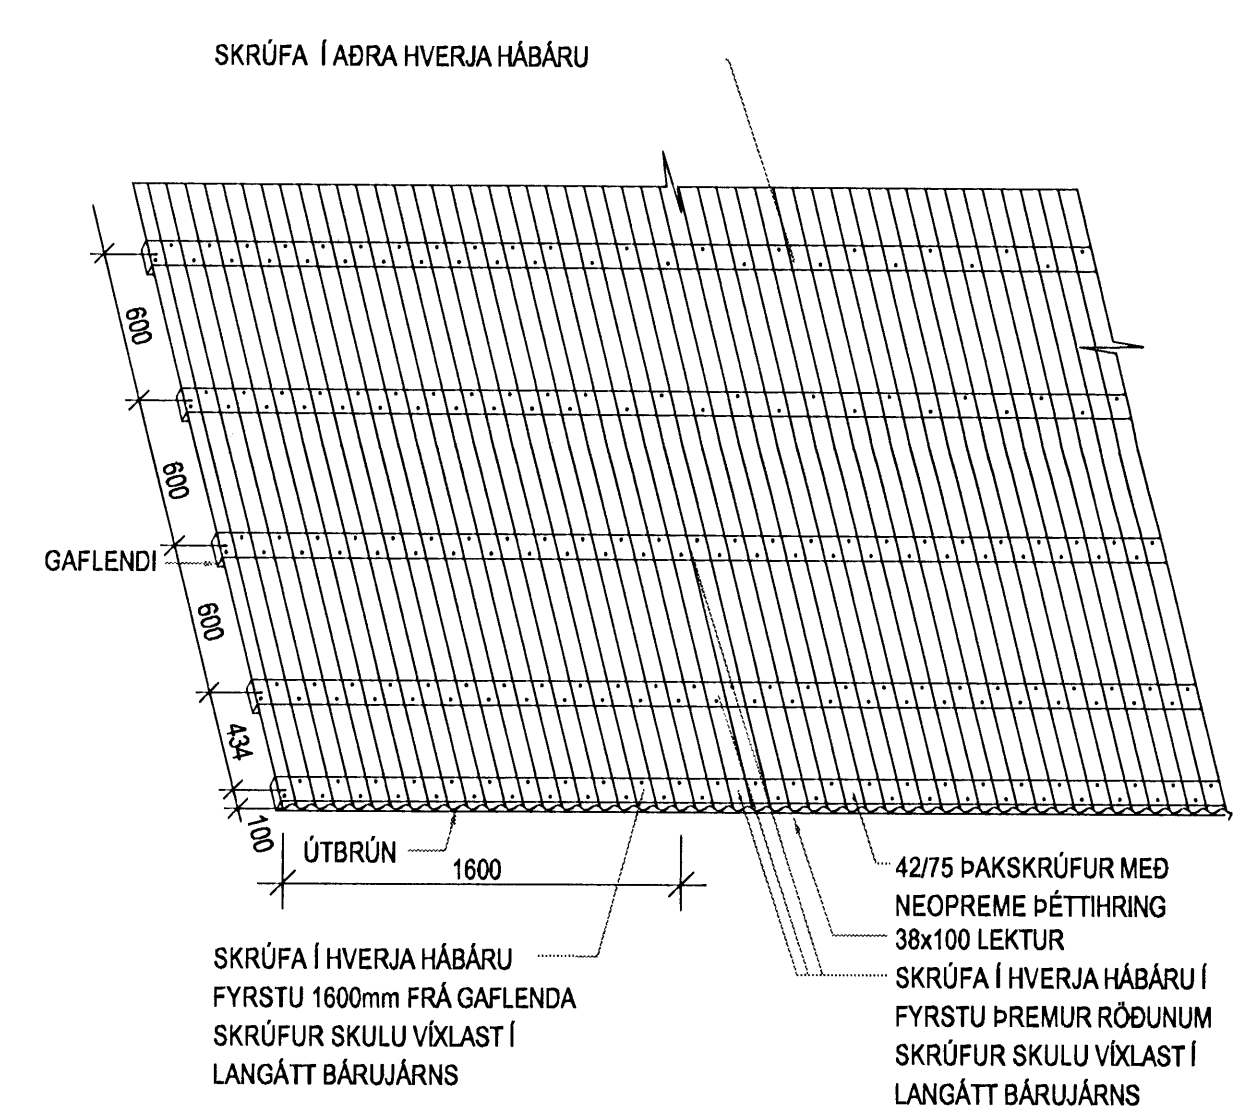 SKRÚFA Í AÐRA HVERJA HÁBÁRU
600
600
GAFLENDI
600
434
100
ÚTBRÚN
1600
42/75 ÞAKSKRÚFUR MEÐ
NEOPREME ÞÉTTIHRING
38x100 LEKTUR
SKRÚFA Í HVERJA HÁBÁRU
FYRSTU 1600mm FRÁ GAFLENDA
SKRÚFUR SKULU VÍXLAST Í
LANGÁTT BÁRUJÁRNS
SKRÚFA Í HVERJA HÁBÁRU Í
FYRSTU ÞREMUR RÖÐUNUM
SKRÚFUR SKULU VÍXLAST Í
LANGÁTT BÁRUJÁRNS